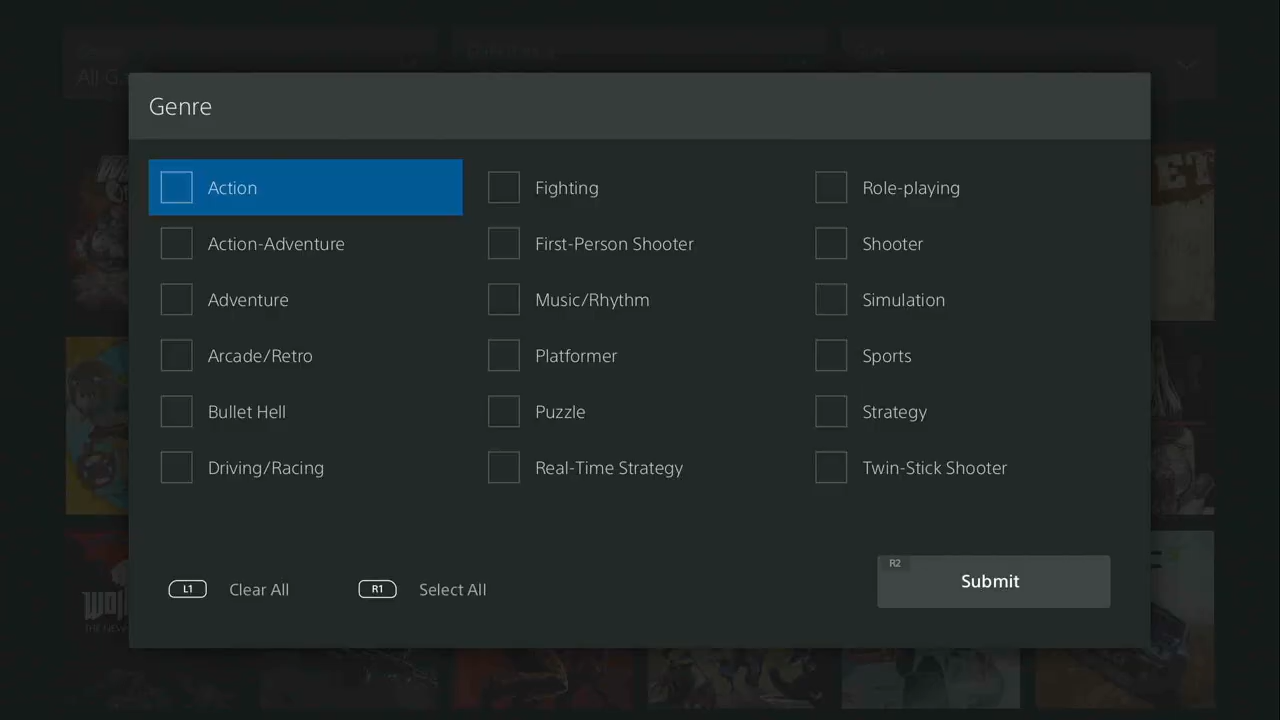 All G
Genre
Action
Fighting
Role-playing
Action-Adventure
First-Person Shooter
Shooter
Adventure
Music/Rhythm
Simulation
Arcade/Retro
Platformer
Sports
Bullet Hell
Puzzle
Strategy
Driving/Racing
Real-Time Strategy
Twin-Stick Shooter
R2
Submit
L1 Clear All
R1 Select All